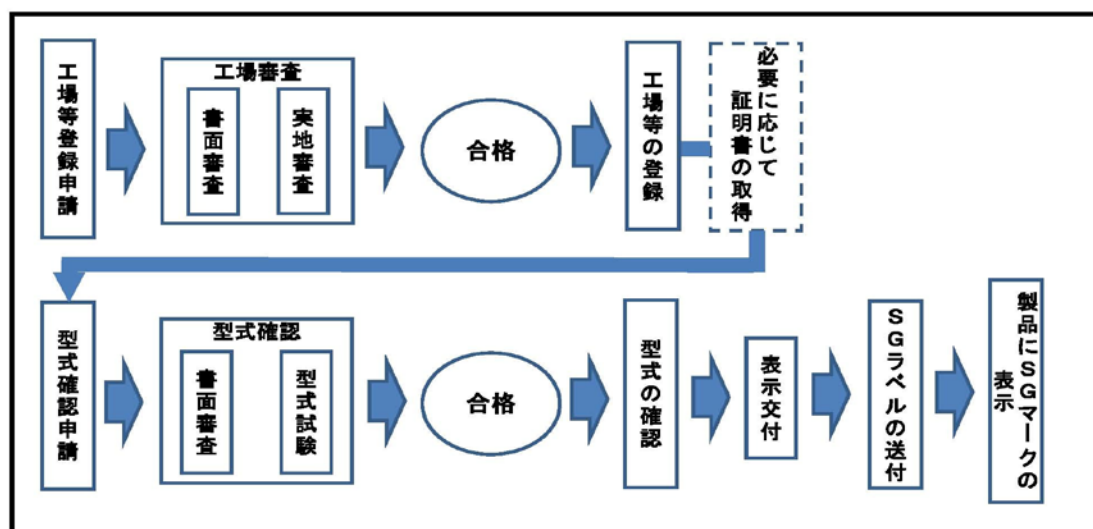 工場等登録申請
工場審査
書面審査
実地審査
合格
工場等の登録
必要に応じて
証明書の取得
型式確認申請
型式確認
書面審査
型式試験
合格
型式の確認
表示交付
SGラベルの送付
製品にSGマークの
表示